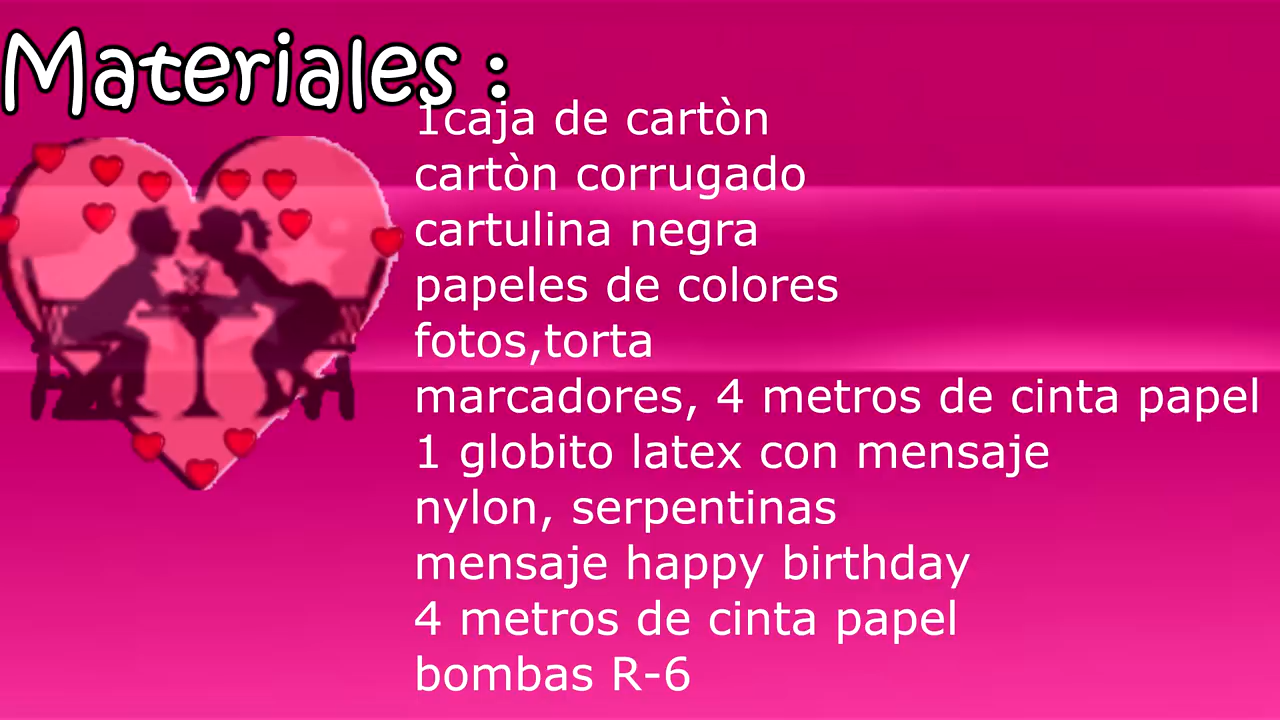 Materiales :
1caja de cartòn
cartòn corrugado
cartulina negra
papeles de colores
fotos,torta
marcadores, 4 metros de cinta papel
1 globito latex con mensaje
nylon, serpentinas
mensaje happy birthday
4 metros de cinta papel
bombas R-6